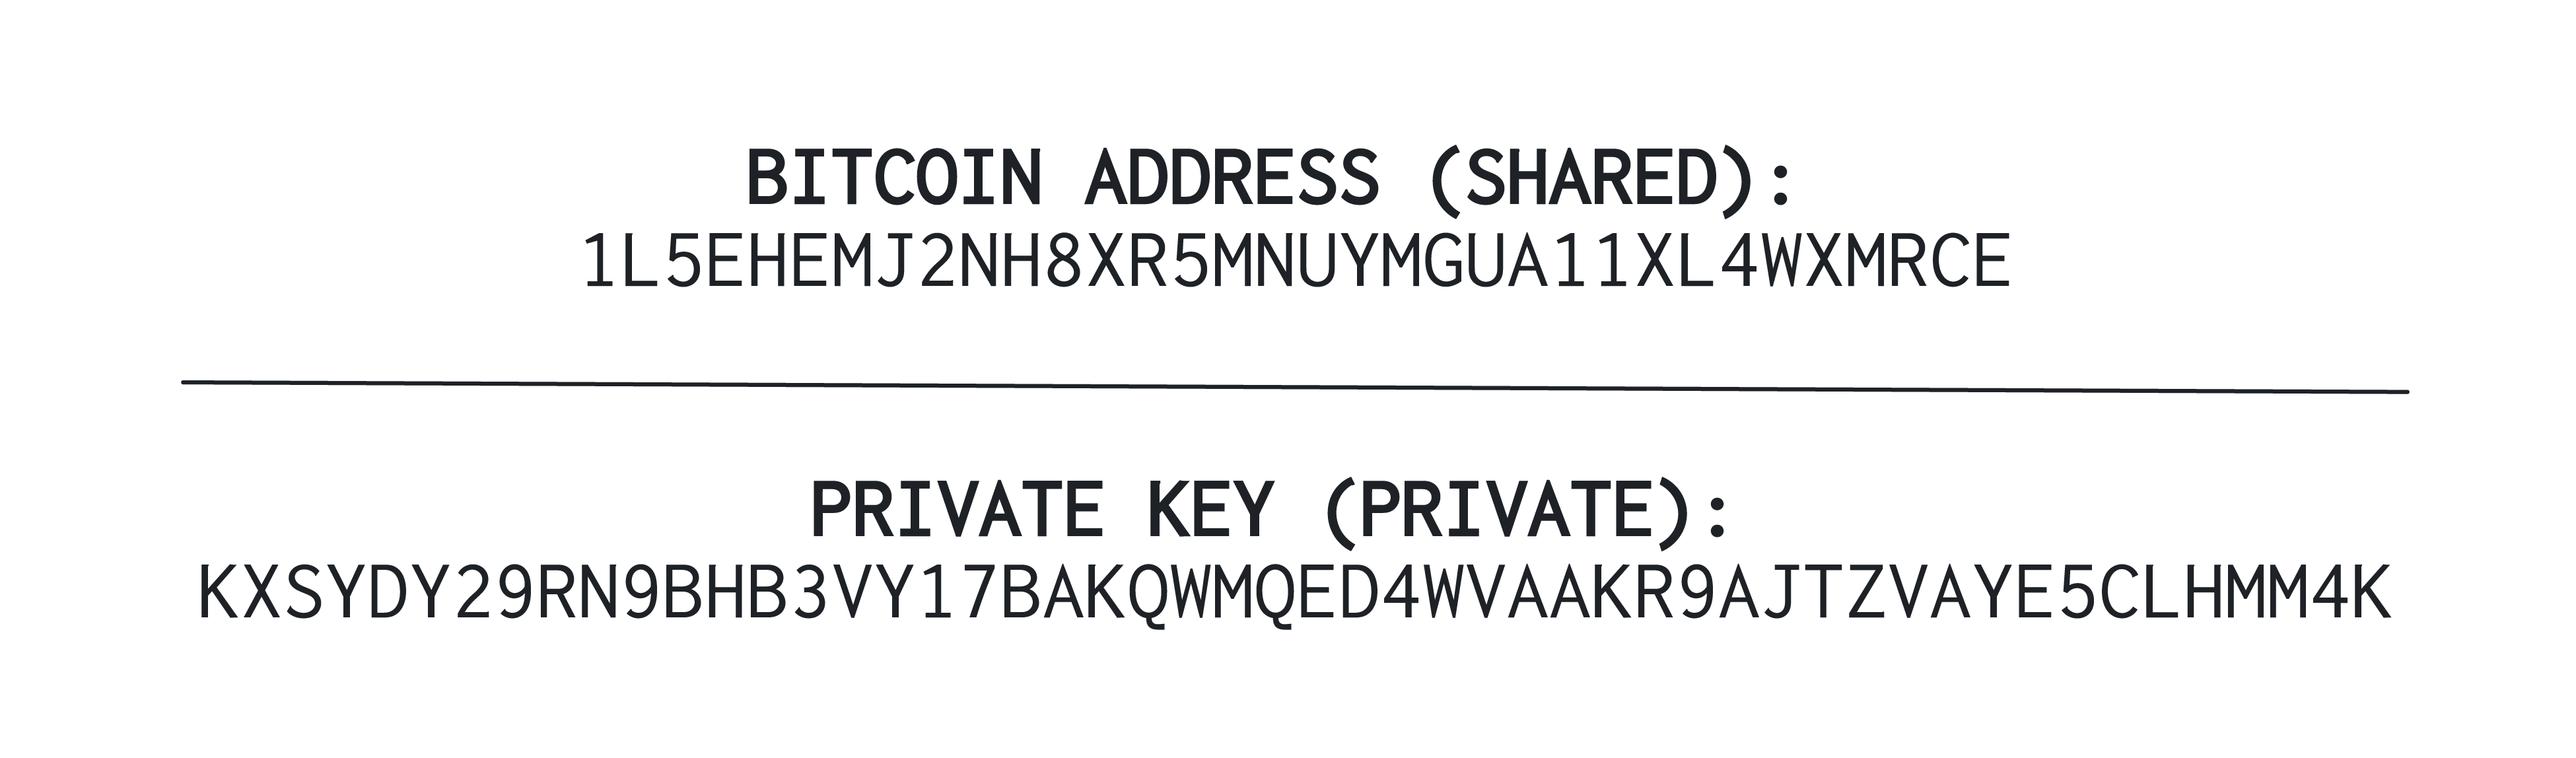 BITCOIN ADDRESS (SHARED):
1L5EHEMJ2NH8XR5MNUYMGUA11XL4WXMRCE
PRIVATE KEY (PRIVATE):
KXSYDY29RN9BHB3VY17BAKQWMQED4WVAAKR9AJTZVAYE5CLHMM4K